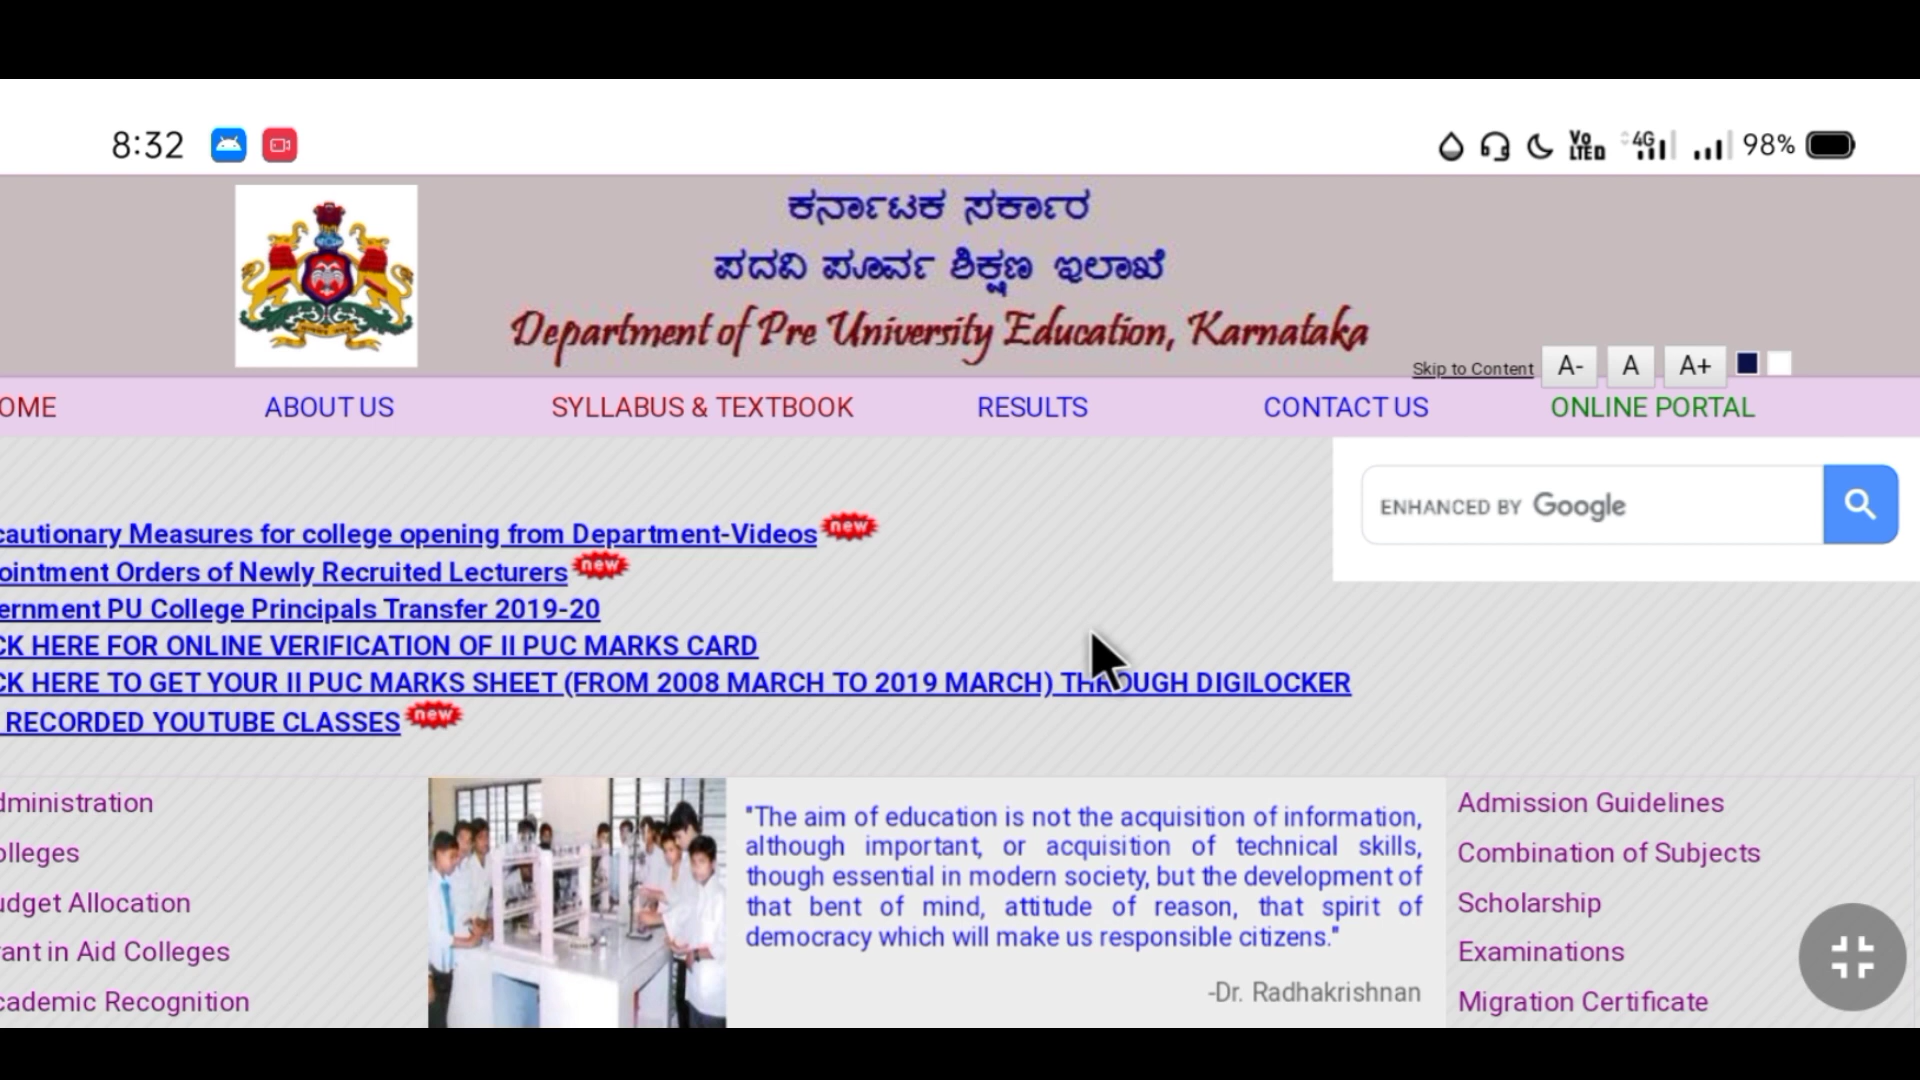 8:32
Vo LTE D 4G 98%
ಕರ್ನಾಟಕ ಸರ್ಕಾರ
ಪದವಿ ಪೂರ್ವ ಶಿಕ್ಷಣ ಇಲಾಖೆ
Department of Pre University Education, Karnataka
Skip to Content A- A A+
OME ABOUT US SYLLABUS & TEXTBOOK RESULTS CONTACT US ONLINE PORTAL
ENHANCED BY Google
cautionary Measures for college opening from Department-Videos new
ointment Orders of Newly Recruited Lecturers new
ernment PU College Principals Transfer 2019-20
CK HERE FOR ONLINE VERIFICATION OF II PUC MARKS CARD
CK HERE TO GET YOUR II PUC MARKS SHEET (FROM 2008 MARCH TO 2019 MARCH) THROUGH DIGILOCKER
RECORDED YOUTUBE CLASSES new
dministration
olleges
udget Allocation
rant in Aid Colleges
cademic Recognition
"The aim of education is not the acquisition of information,
although important, or acquisition of technical skills,
though essential in modern society, but the development of
that bent of mind, attitude of reason, that spirit of
democracy which will make us responsible citizens."
-Dr. Radhakrishnan
Admission Guidelines
Combination of Subjects
Scholarship
Examinations
Migration Certificate